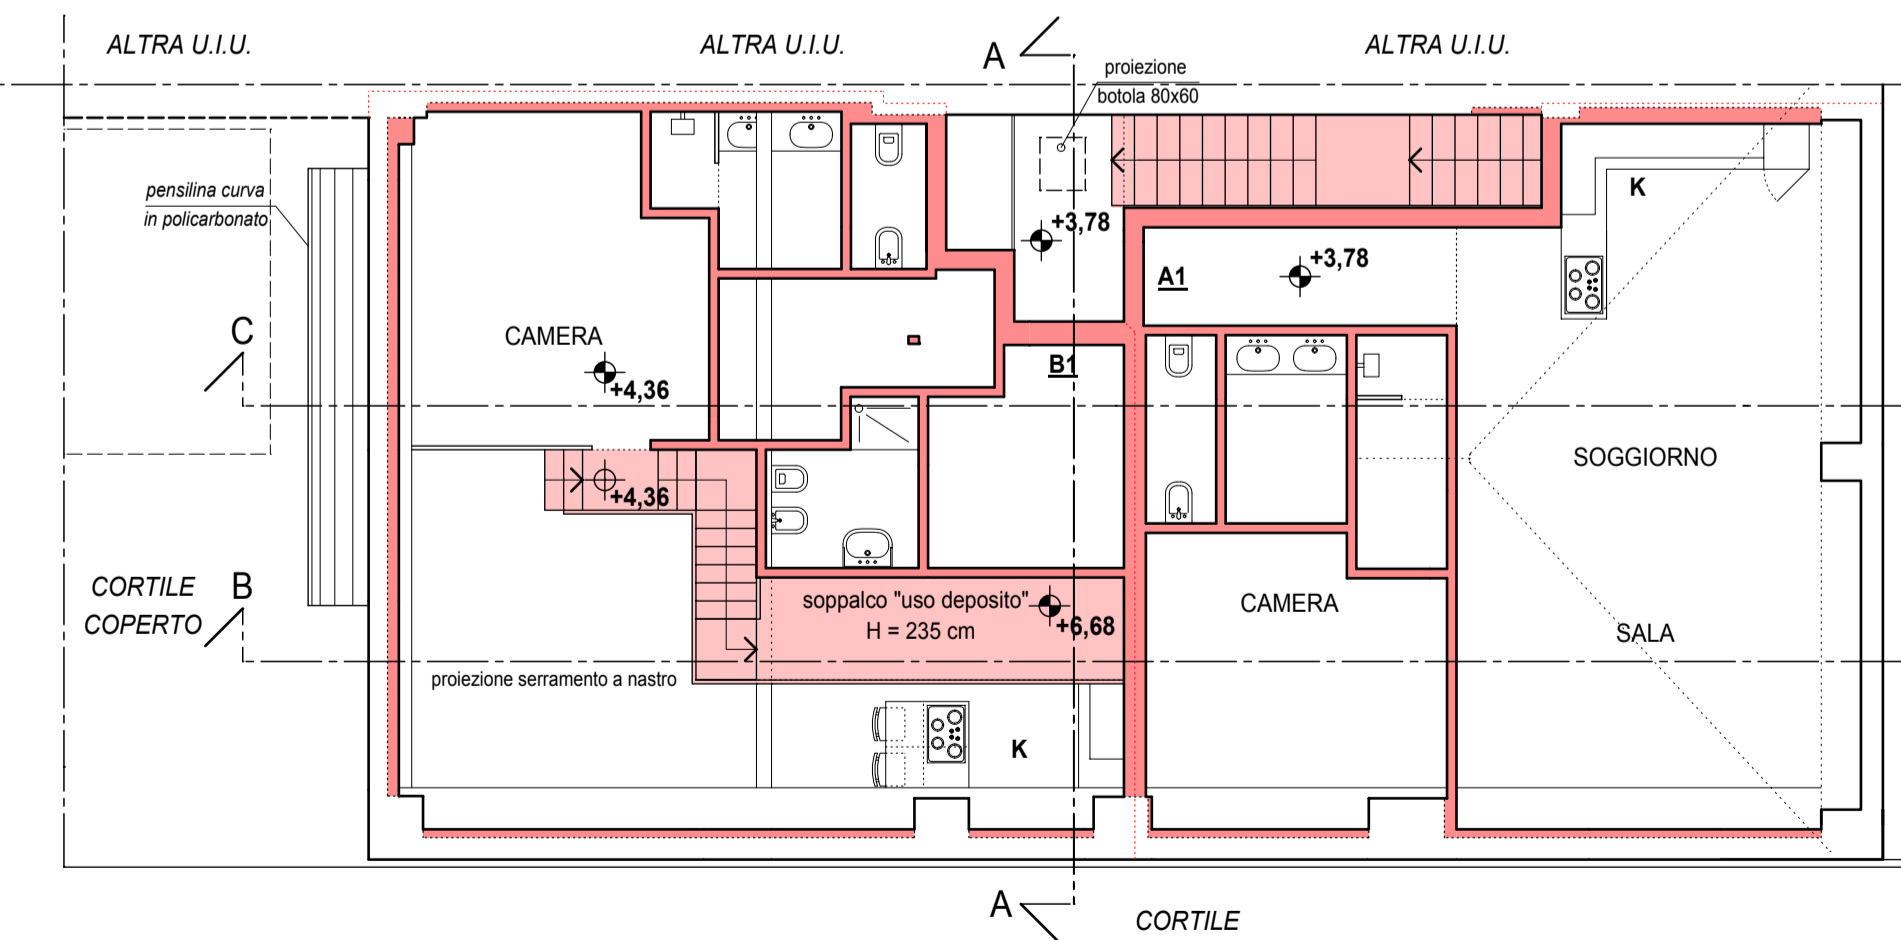 ALTRA U.I.U.
ALTRA U.I.U.
A
ALTRA U.I.U.
proiezione
botola 80x60
pensilina curva
in policarbonato
K
+3,78
+3,78
A1
C
CAMERA
B1
+4,36
SOGGIORNO
+4,36
CORTILE
COPERTO
B
soppalco "uso deposito"
H = 235 cm
+6,68
CAMERA
SALA
proiezione serramento a nastro
K
A
CORTILE